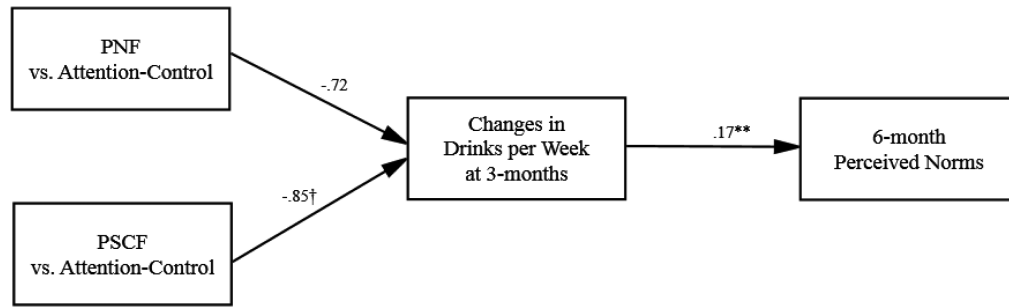 PNF
vs. Attention-Control
-.72
Changes in
Drinks per Week
at 3-months
.17**
6-month
Perceived Norms
-.85†
PSCF
vs. Attention-Control